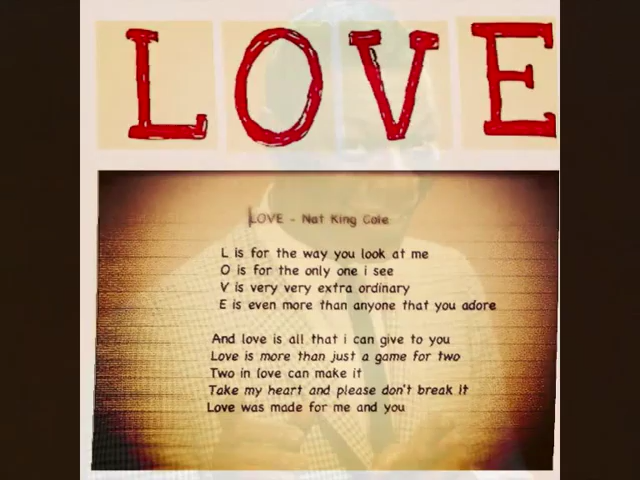 LOVE
LOVE - Nat King Cole
L is for the way you look at me
O is for the only one i see
V is very very extra ordinary
E is even more than anyone that you adore
And love is all that i can give to you
Love is more than just a game for two
Two in love can make it
Take my heart and please don't break it
Love was made for me and you